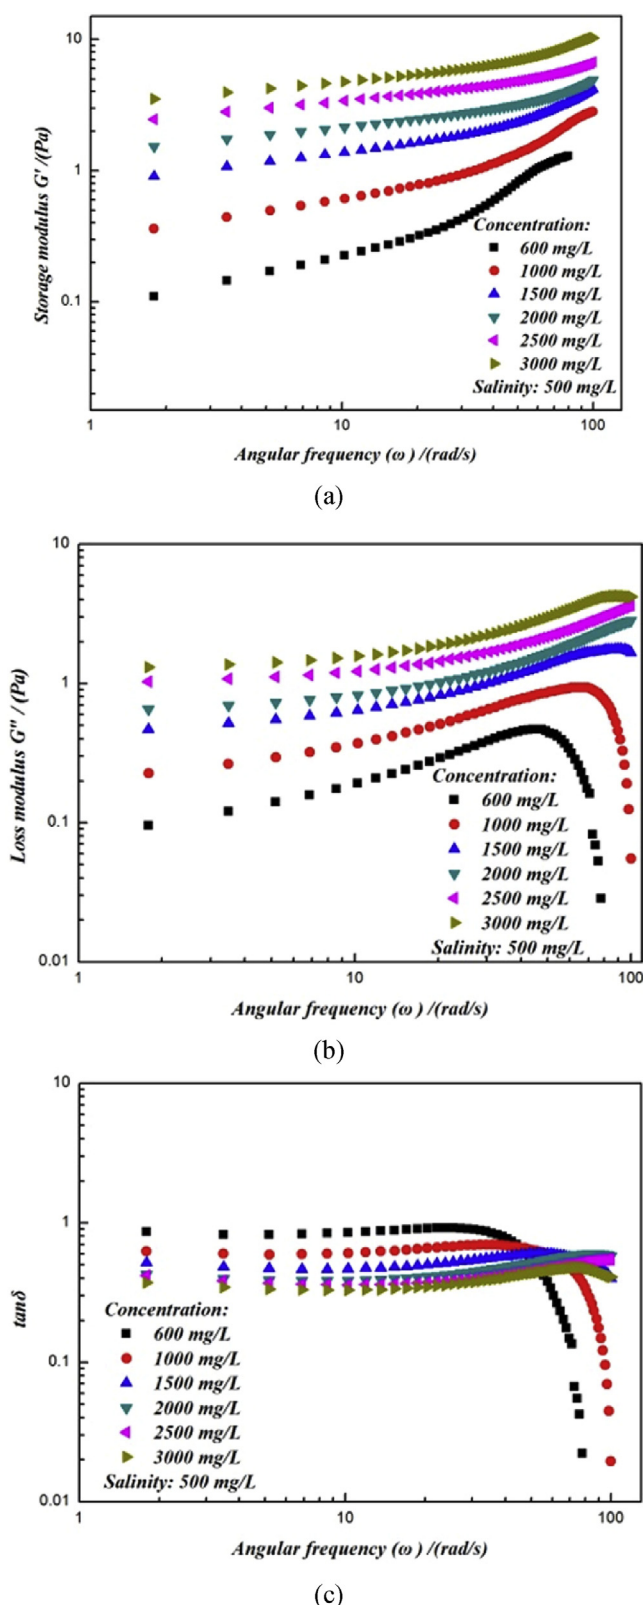 10
1
0.1
Storage modulus G' /(Pa)
Concentration:
600 mg/L
1000 mg/L
1500 mg/L
2000 mg/L
2500 mg/L
3000 mg/L
Salinity: 500 mg/L
1 10 100
Angular frequency (ω) /(rad/s)
(a)
10
1
0.1
0.01
Loss modulus G'' / (Pa)
Concentration:
600 mg/L
1000 mg/L
1500 mg/L
2000 mg/L
2500 mg/L
3000 mg/L
Salinity: 500 mg/L
1 10 100
Angular frequency (ω) /(rad/s)
(b)
10
1
0.1
0.01
tanδ
Concentration:
600 mg/L
1000 mg/L
1500 mg/L
2000 mg/L
2500 mg/L
3000 mg/L
Salinity: 500 mg/L
1 10 100
Angular frequency (ω) /(rad/s)
(c)